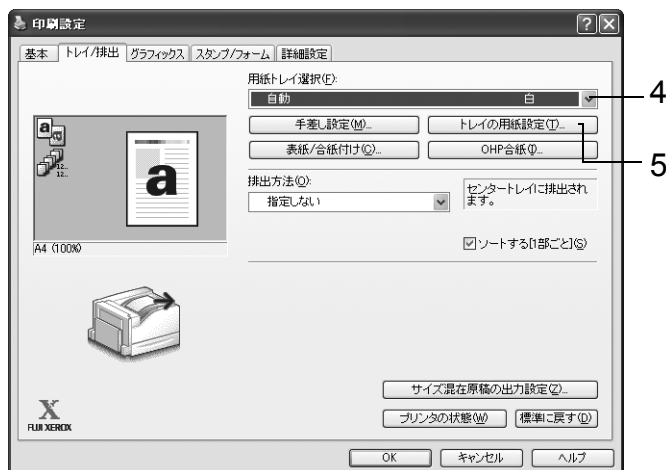 印刷設定
基本 トレイ/排出 グラフィックス スタンプ/フォーム 詳細設定
用紙トレイ選択(F):
自動 白
4
手差し設定(M)...
トレイの用紙設定(T)...
表紙/合紙付け(C)...
OHP合紙(I)...
5
排出方法(O):
指定しない
センタートレイに排出され
ます。
ソートする[1部ごと](S)
a
a
12..
12..
a
A4 (100%)
サイズ混在原稿の出力設定(Z)...
プリンタの状態(W)
標準に戻す(D)
X
FUJI XEROX
OK
キャンセル
ヘルプ